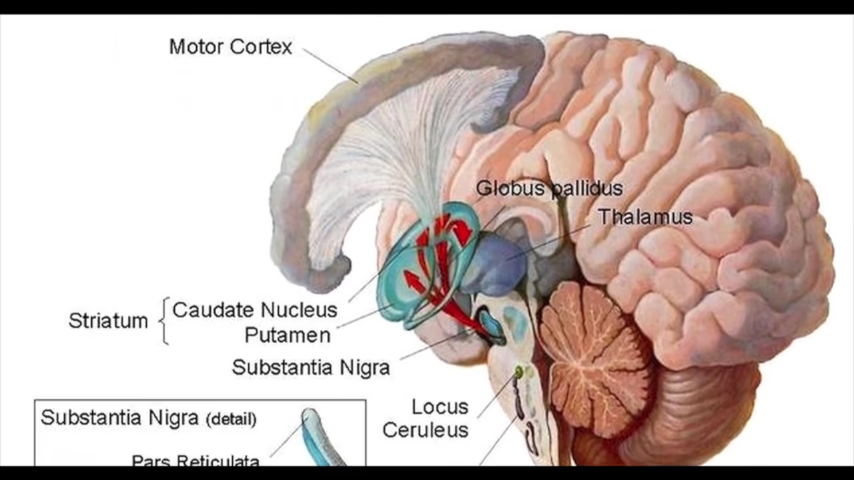 Motor Cortex
Globus pallidus
Thalamus
Striatum
Caudate Nucleus
Putamen
Substantia Nigra
Locus
Ceruleus
Substantia Nigra (detail)
Pars Reticulata